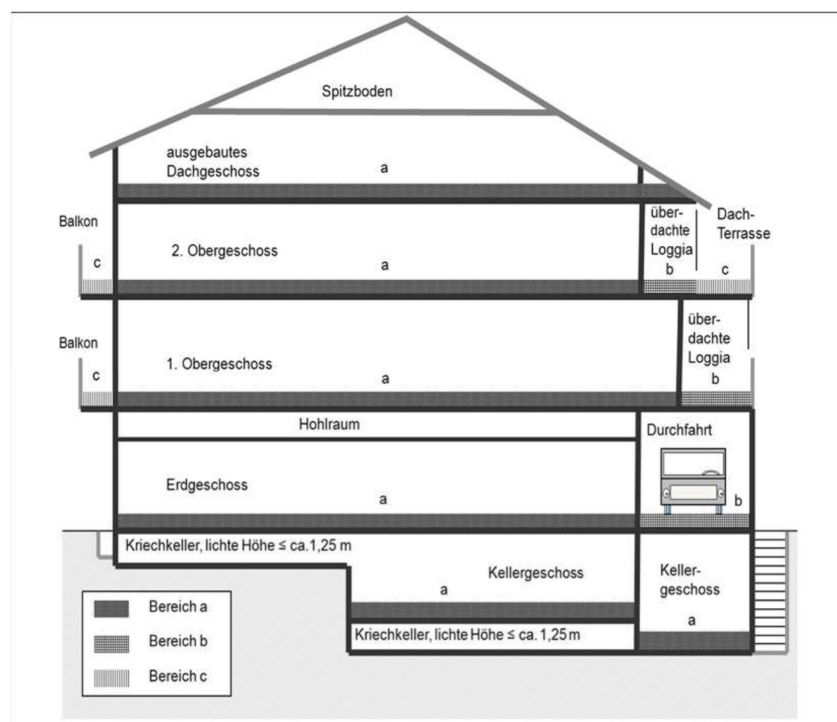 Spitzboden
ausgebautes
Dachgeschoss
a
Balkon
c
2. Obergeschoss
a
über-
dachte
Loggia
b
Dach-
Terrasse
c
Balkon
c
1. Obergeschoss
a
über-
dachte
Loggia
b
Hohlraum
Durchfahrt
Erdgeschoss
a
b
Kriechkeller, lichte Höhe ≤ ca.1,25 m
Kellergeschoss
a
Keller-
geschoss
a
Kriechkeller, lichte Höhe ≤ ca.1,25 m
Bereich a
Bereich b
Bereich c